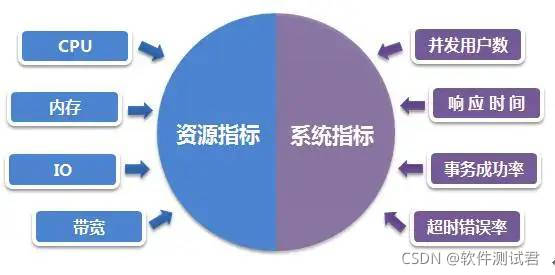 CPU
内存
IO
带宽
资源指标
系统指标
并发用户数
响应时间
事务成功率
超时错误率
CSDN @软件测试君